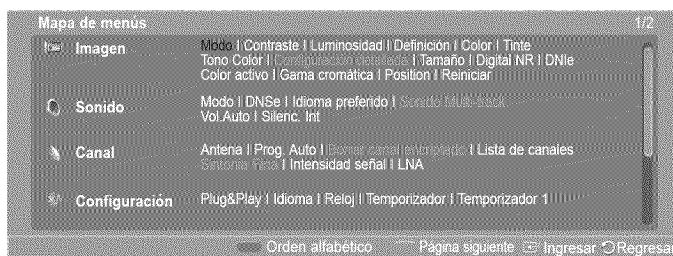 Mapa de menús 1/2
Imagen Modo I Contraste I Luminosidad I Definición I Color I Tinte
Tono Color I Configuración detallada I Tamaño I Digital NR I DNIe
Color activo I Gama cromática I Position I Reiniciar
Sonido Modo I DNSe I Idioma preferido I Sonido Multi-track
Vol.Auto I Silenc. Int
Canal Antena I Prog. Auto I Borrar canal encriptado I Lista de canales
Sintonía Fina I Intensidad señal I LNA
Configuración Plug&Play I Idioma I Reloj I Temporizador I Temporizador 1
Orden alfabético Página siguiente Ingresar Regresar